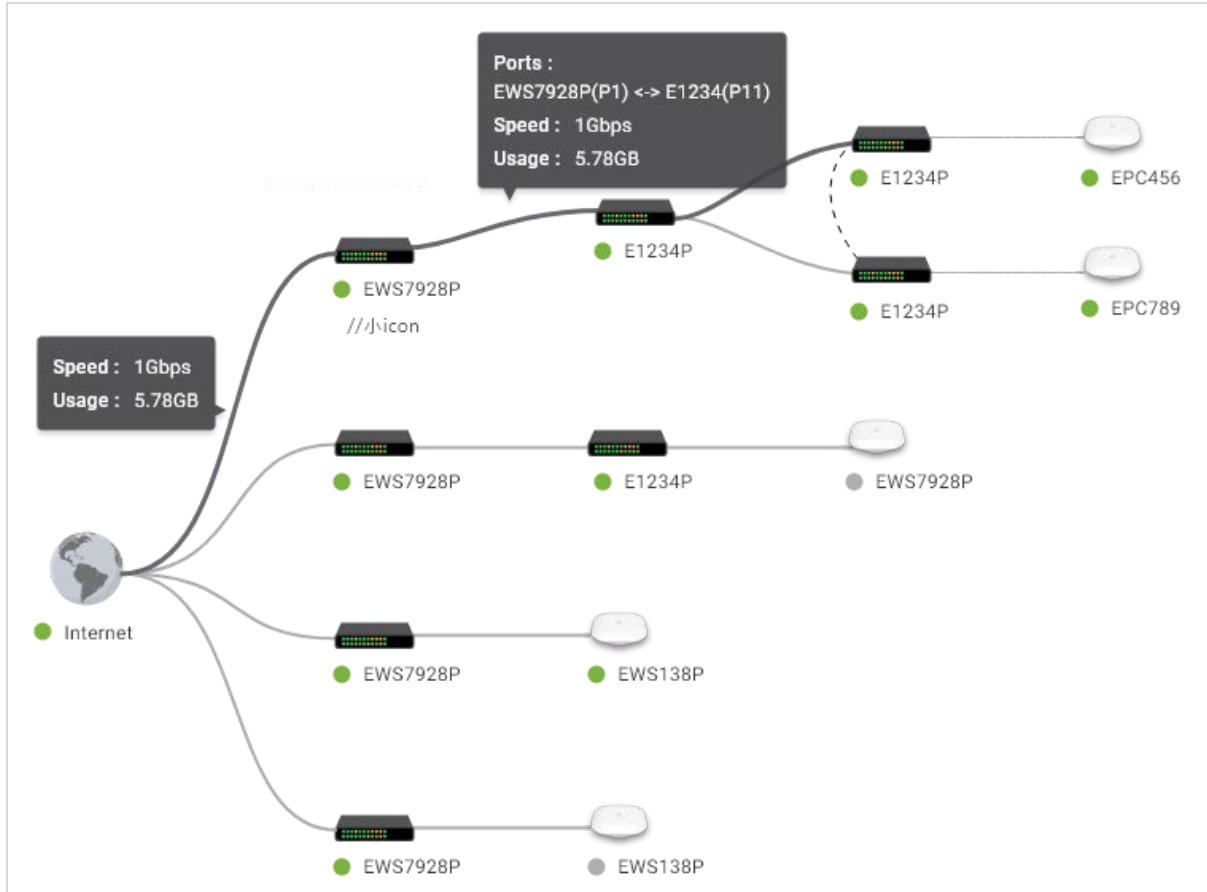 Ports :
EWS7928P(P1) <-> E1234(P11)
Speed : 1Gbps
Usage : 5.78GB
E1234P
EPC456
E1234P
EWS7928P
//小icon
E1234P
EPC789
Speed : 1Gbps
Usage : 5.78GB
EWS7928P
E1234P
EWS7928P
Internet
EWS7928P
EWS138P
EWS7928P
EWS138P